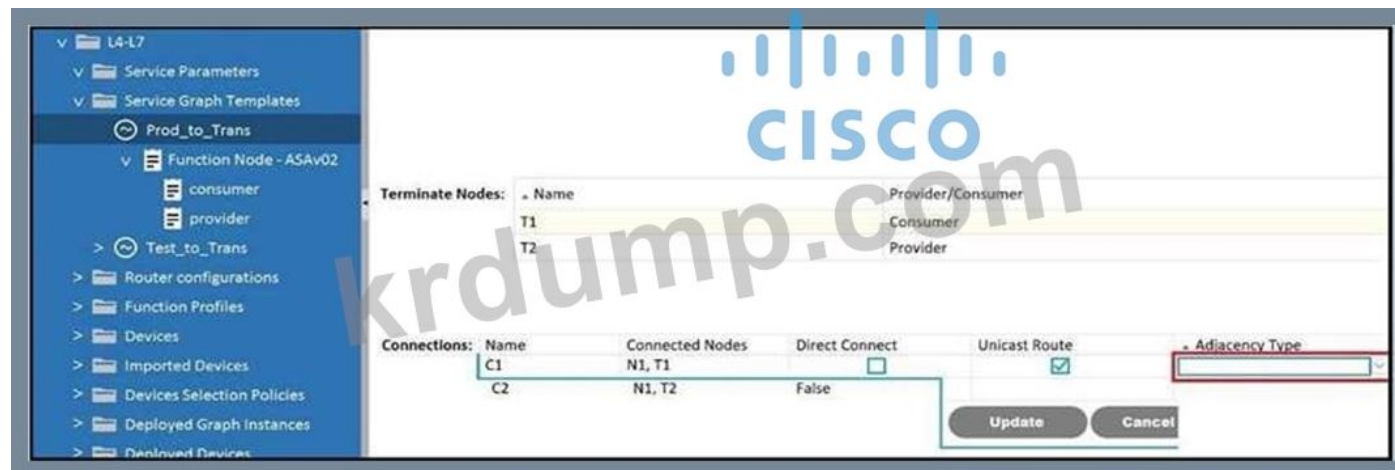 CISCO
krdump.com
L4-L7
Service Parameters
Service Graph Templates
Prod_to_Trans
Function Node - ASAv02
consumer
provider
Test_to_Trans
Router configurations
Function Profiles
Devices
Imported Devices
Devices Selection Policies
Deployed Graph Instances
Deployed Devices
Terminate Nodes: Name Provider/Consumer
T1 Consumer
T2 Provider
Connections: Name Connected Nodes Direct Connect Unicast Route Adjacency Type
C1 N1, T1
C2 N1, T2 False
Update Cancel